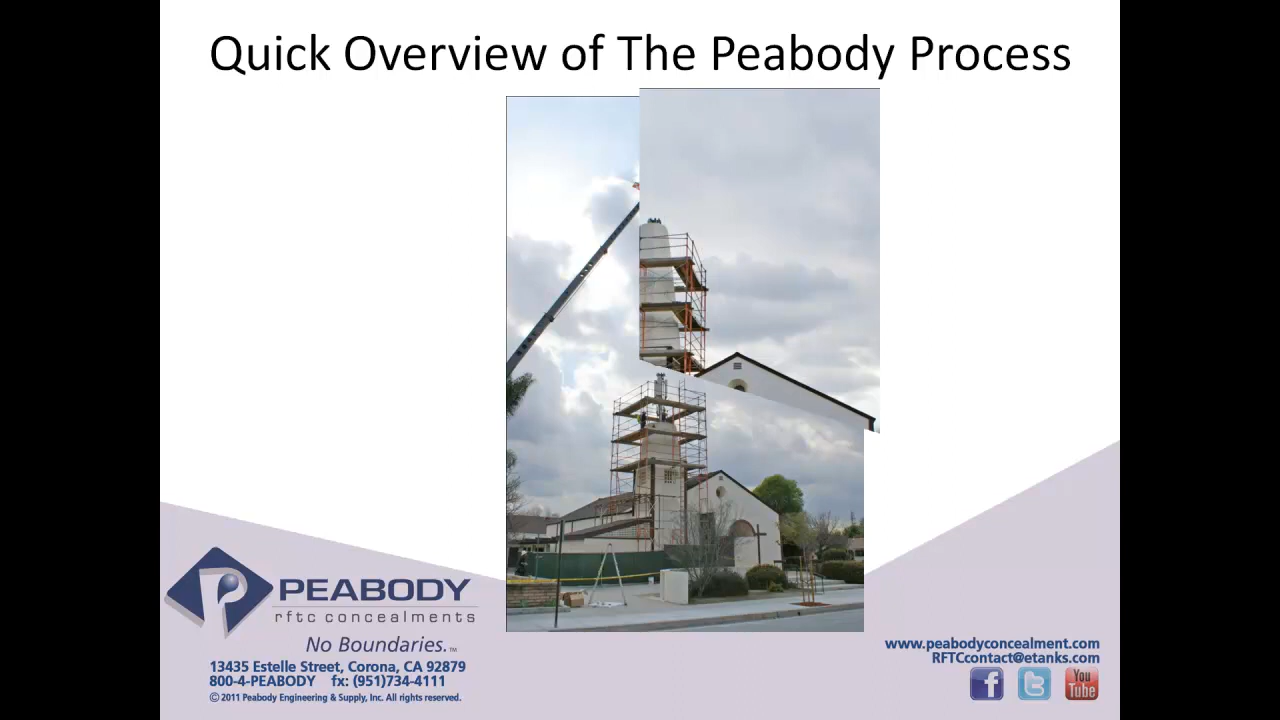 Quick Overview of The Peabody Process
PEABODY
rftc concealments
No Boundaries.™
13435 Estelle Street, Corona, CA 92879
800-4-PEABODY fx: (951)734-4111
© 2011 Peabody Engineering & Supply, Inc. All rights reserved.
www.peabodyconcealment.com
RFTCcontact@etanks.com
You
Tube